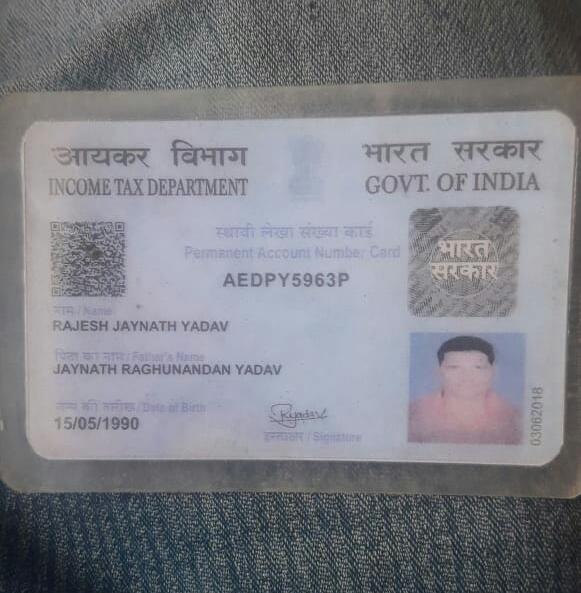 आयकर विभाग
INCOME TAX DEPARTMENT
भारत सरकार
GOVT. OF INDIA
स्थायी लेखा संख्या कार्ड
Permanent Account Number Card
AEDPY5963P
भारत
सरकार
नाम / Name
RAJESH JAYNATH YADAV
पिता का नाम / Father's Name
JAYNATH RAGHUNANDAN YADAV
जन्म की तारीख / Date of Birth
15/05/1990
RYadav
हस्ताक्षर / Signature
03062018